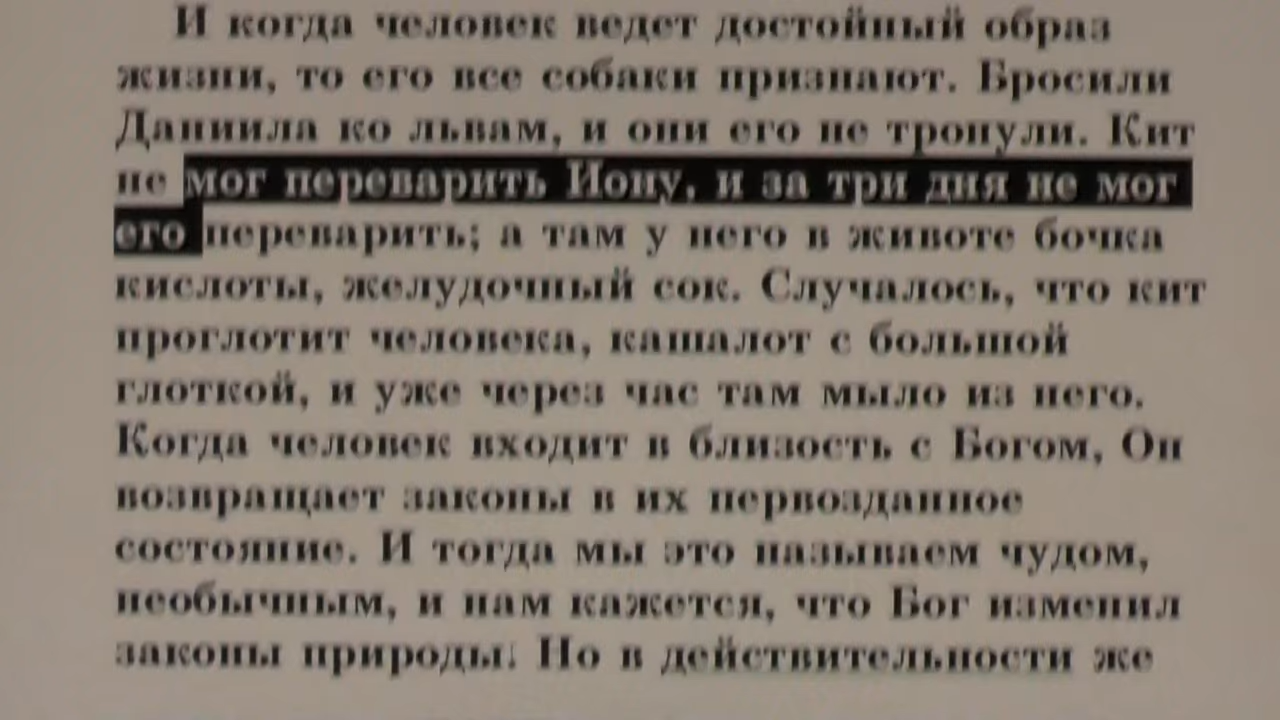 И когда человек ведет достойный образ
жизни, то его все собаки признают. Бросили
Даниила ко львам, и они его не тронули. Кит
не мог переварить Иону, и за три дня не мог
его переварить; а там у него в животе бочка
кислоты, желудочный сок. Случалось, что кит
проглотит человека, кашалот с большой
глоткой, и уже через час там мыло из него.
Когда человек входит в близость с Богом, Он
возвращает законы в их первозданное
состояние. И тогда мы это называем чудом,
необычным, и нам кажется, что Бог изменил
законы природы. Но в действительности же